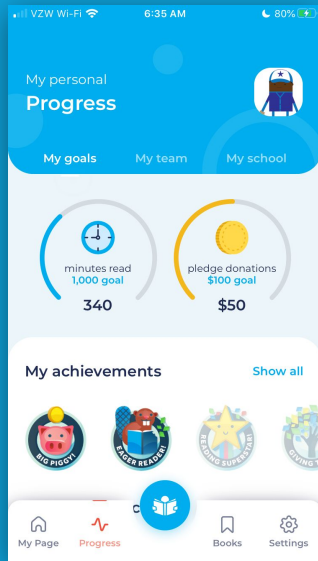 VZW Wi-Fi 6:35 AM 80%
My personal
Progress
My goals My team My school
minutes read
1,000 goal
340
pledge donations
$100 goal
$50
My achievements Show all
BIG PIGGY!
EAGER READER!
READING SUPERSTAR!
GIVING
My Page Progress Books Settings